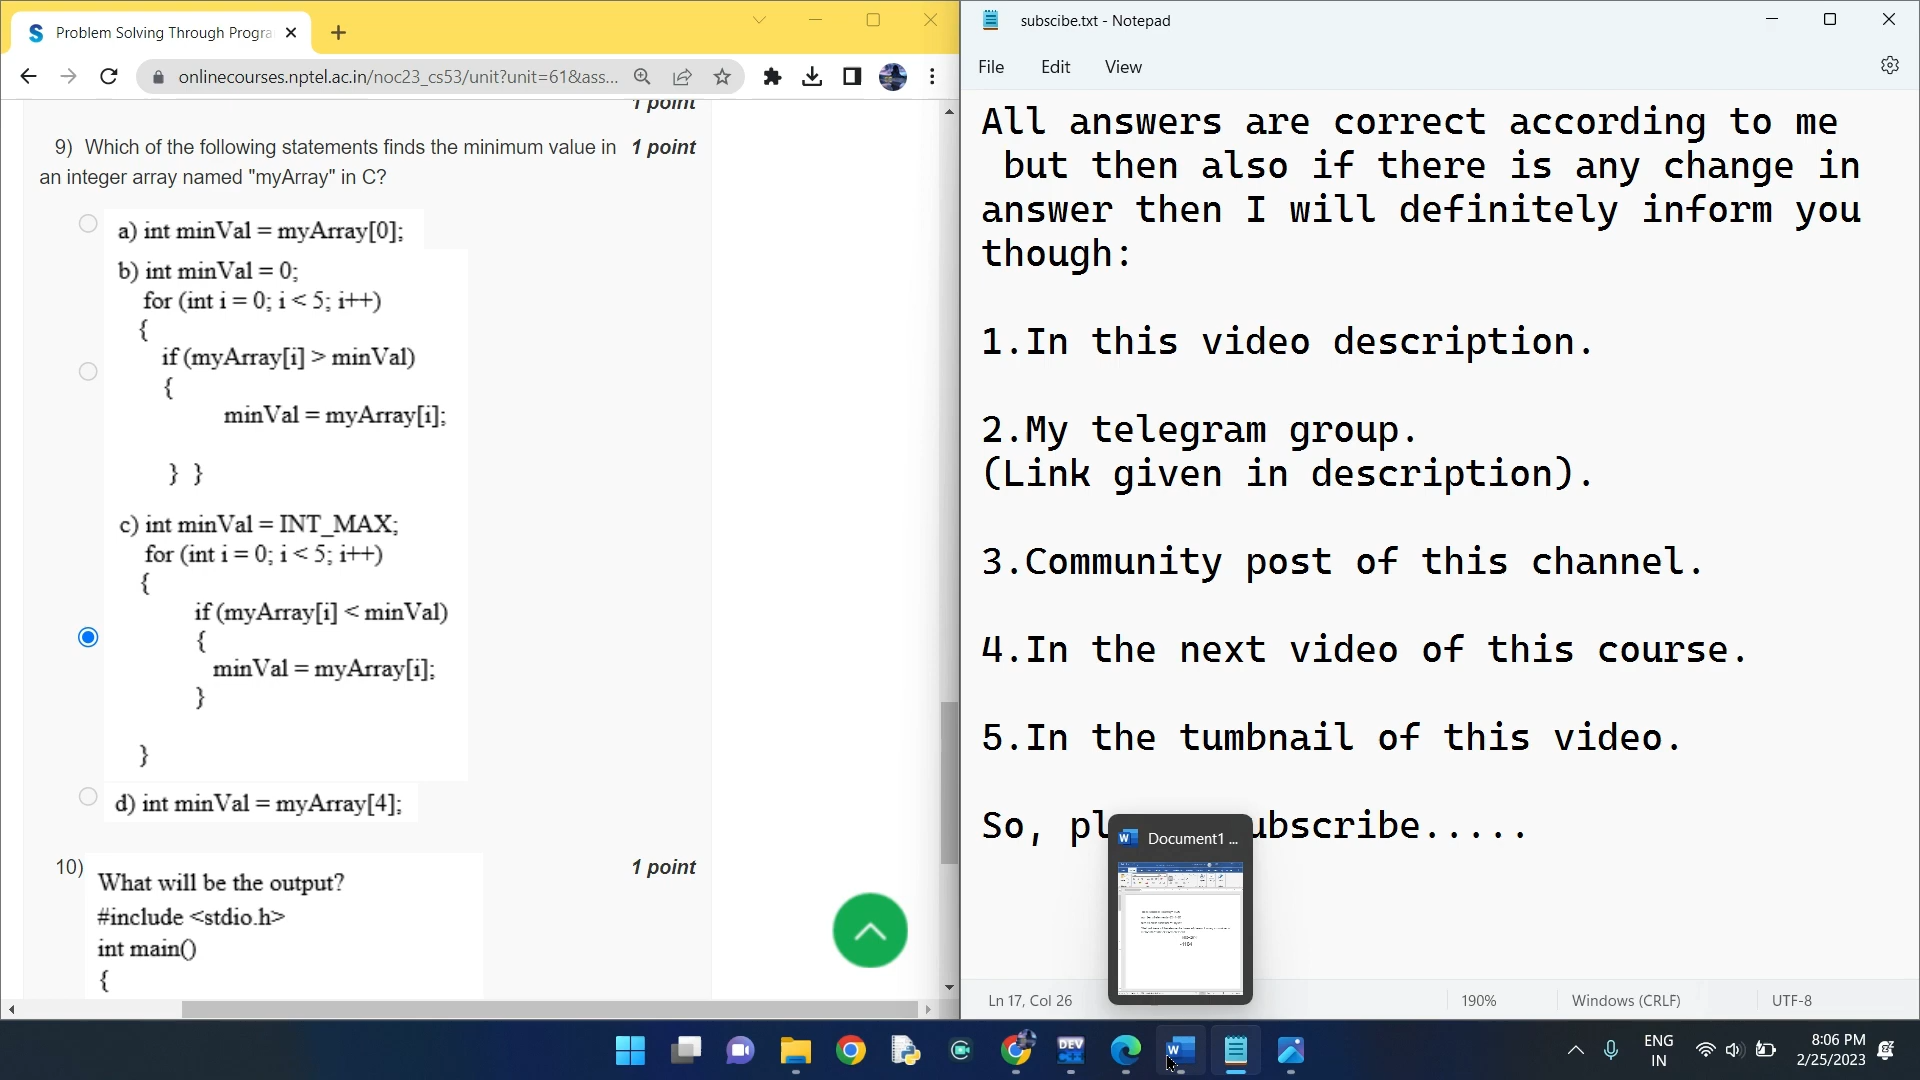 Problem Solving Through Progra
onlinecourses.nptel.ac.in/noc23_cs53/unit?unit=61&ass...
1 point
9) Which of the following statements finds the minimum value in 1 point
an integer array named "myArray" in C?
a) int minVal = myArray[0];
b) int minVal = 0;
for (int i = 0; i < 5; i++)
{
if (myArray[i] > minVal)
{
minVal = myArray[i];
} }
c) int minVal = INT_MAX;
for (int i = 0; i < 5; i++)
{
if (myArray[i] < minVal)
{
minVal = myArray[i];
}
}
d) int minVal = myArray[4];
10) 1 point
What will be the output?
#include <stdio.h>
int main()
{
subscibe.txt - Notepad
File Edit View
All answers are correct according to me
but then also if there is any change in
answer then I will definitely inform you
though:
1.In this video description.
2.My telegram group.
(Link given in description).
3.Community post of this channel.
4.In the next video of this course.
5.In the tumbnail of this video.
So, pl ubscribe.....
Document1 ...
Ln 17, Col 26 190% Windows (CRLF) UTF-8
DEV
ENG
IN
8:06 PM
2/25/2023